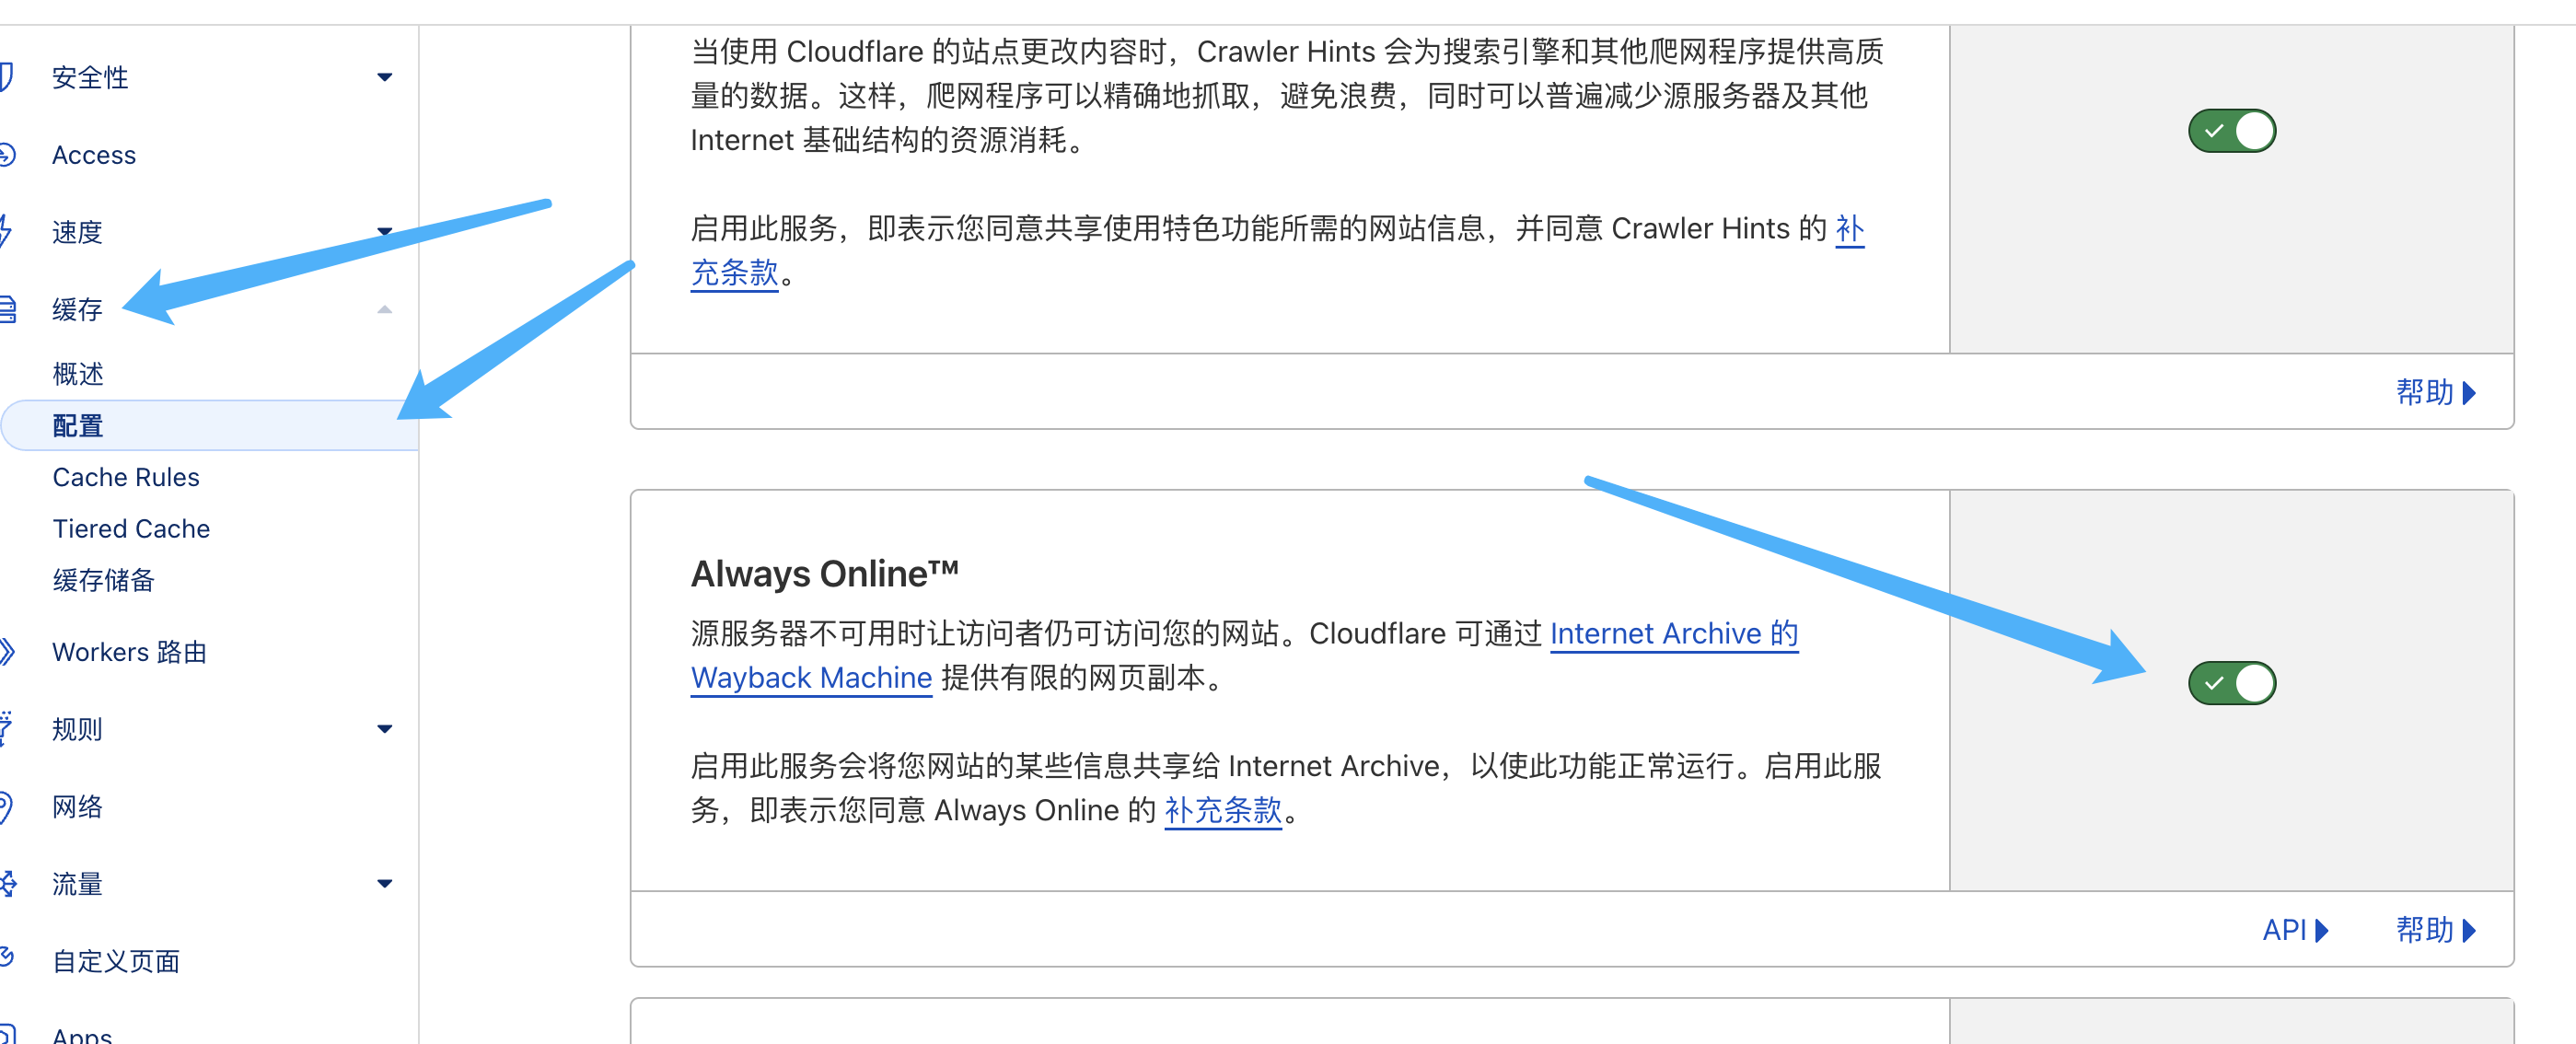 安全性
Access
速度
缓存
概述
配置
Cache Rules
Tiered Cache
缓存储备
Workers 路由
规则
网络
流量
自定义页面
Apps
当使用 Cloudflare 的站点更改内容时，Crawler Hints 会为搜索引擎和其他爬网程序提供高质
量的数据。这样，爬网程序可以精确地抓取，避免浪费，同时可以普遍减少源服务器及其他
Internet 基础结构的资源消耗。
启用此服务，即表示您同意共享使用特色功能所需的网站信息，并同意 Crawler Hints 的 补
充条款。
帮助
Always Online™
源服务器不可用时让访问者仍可访问您的网站。Cloudflare 可通过 Internet Archive 的
Wayback Machine 提供有限的网页副本。
启用此服务会将您网站的某些信息共享给 Internet Archive，以使此功能正常运行。启用此服
务，即表示您同意 Always Online 的 补充条款。
API
帮助